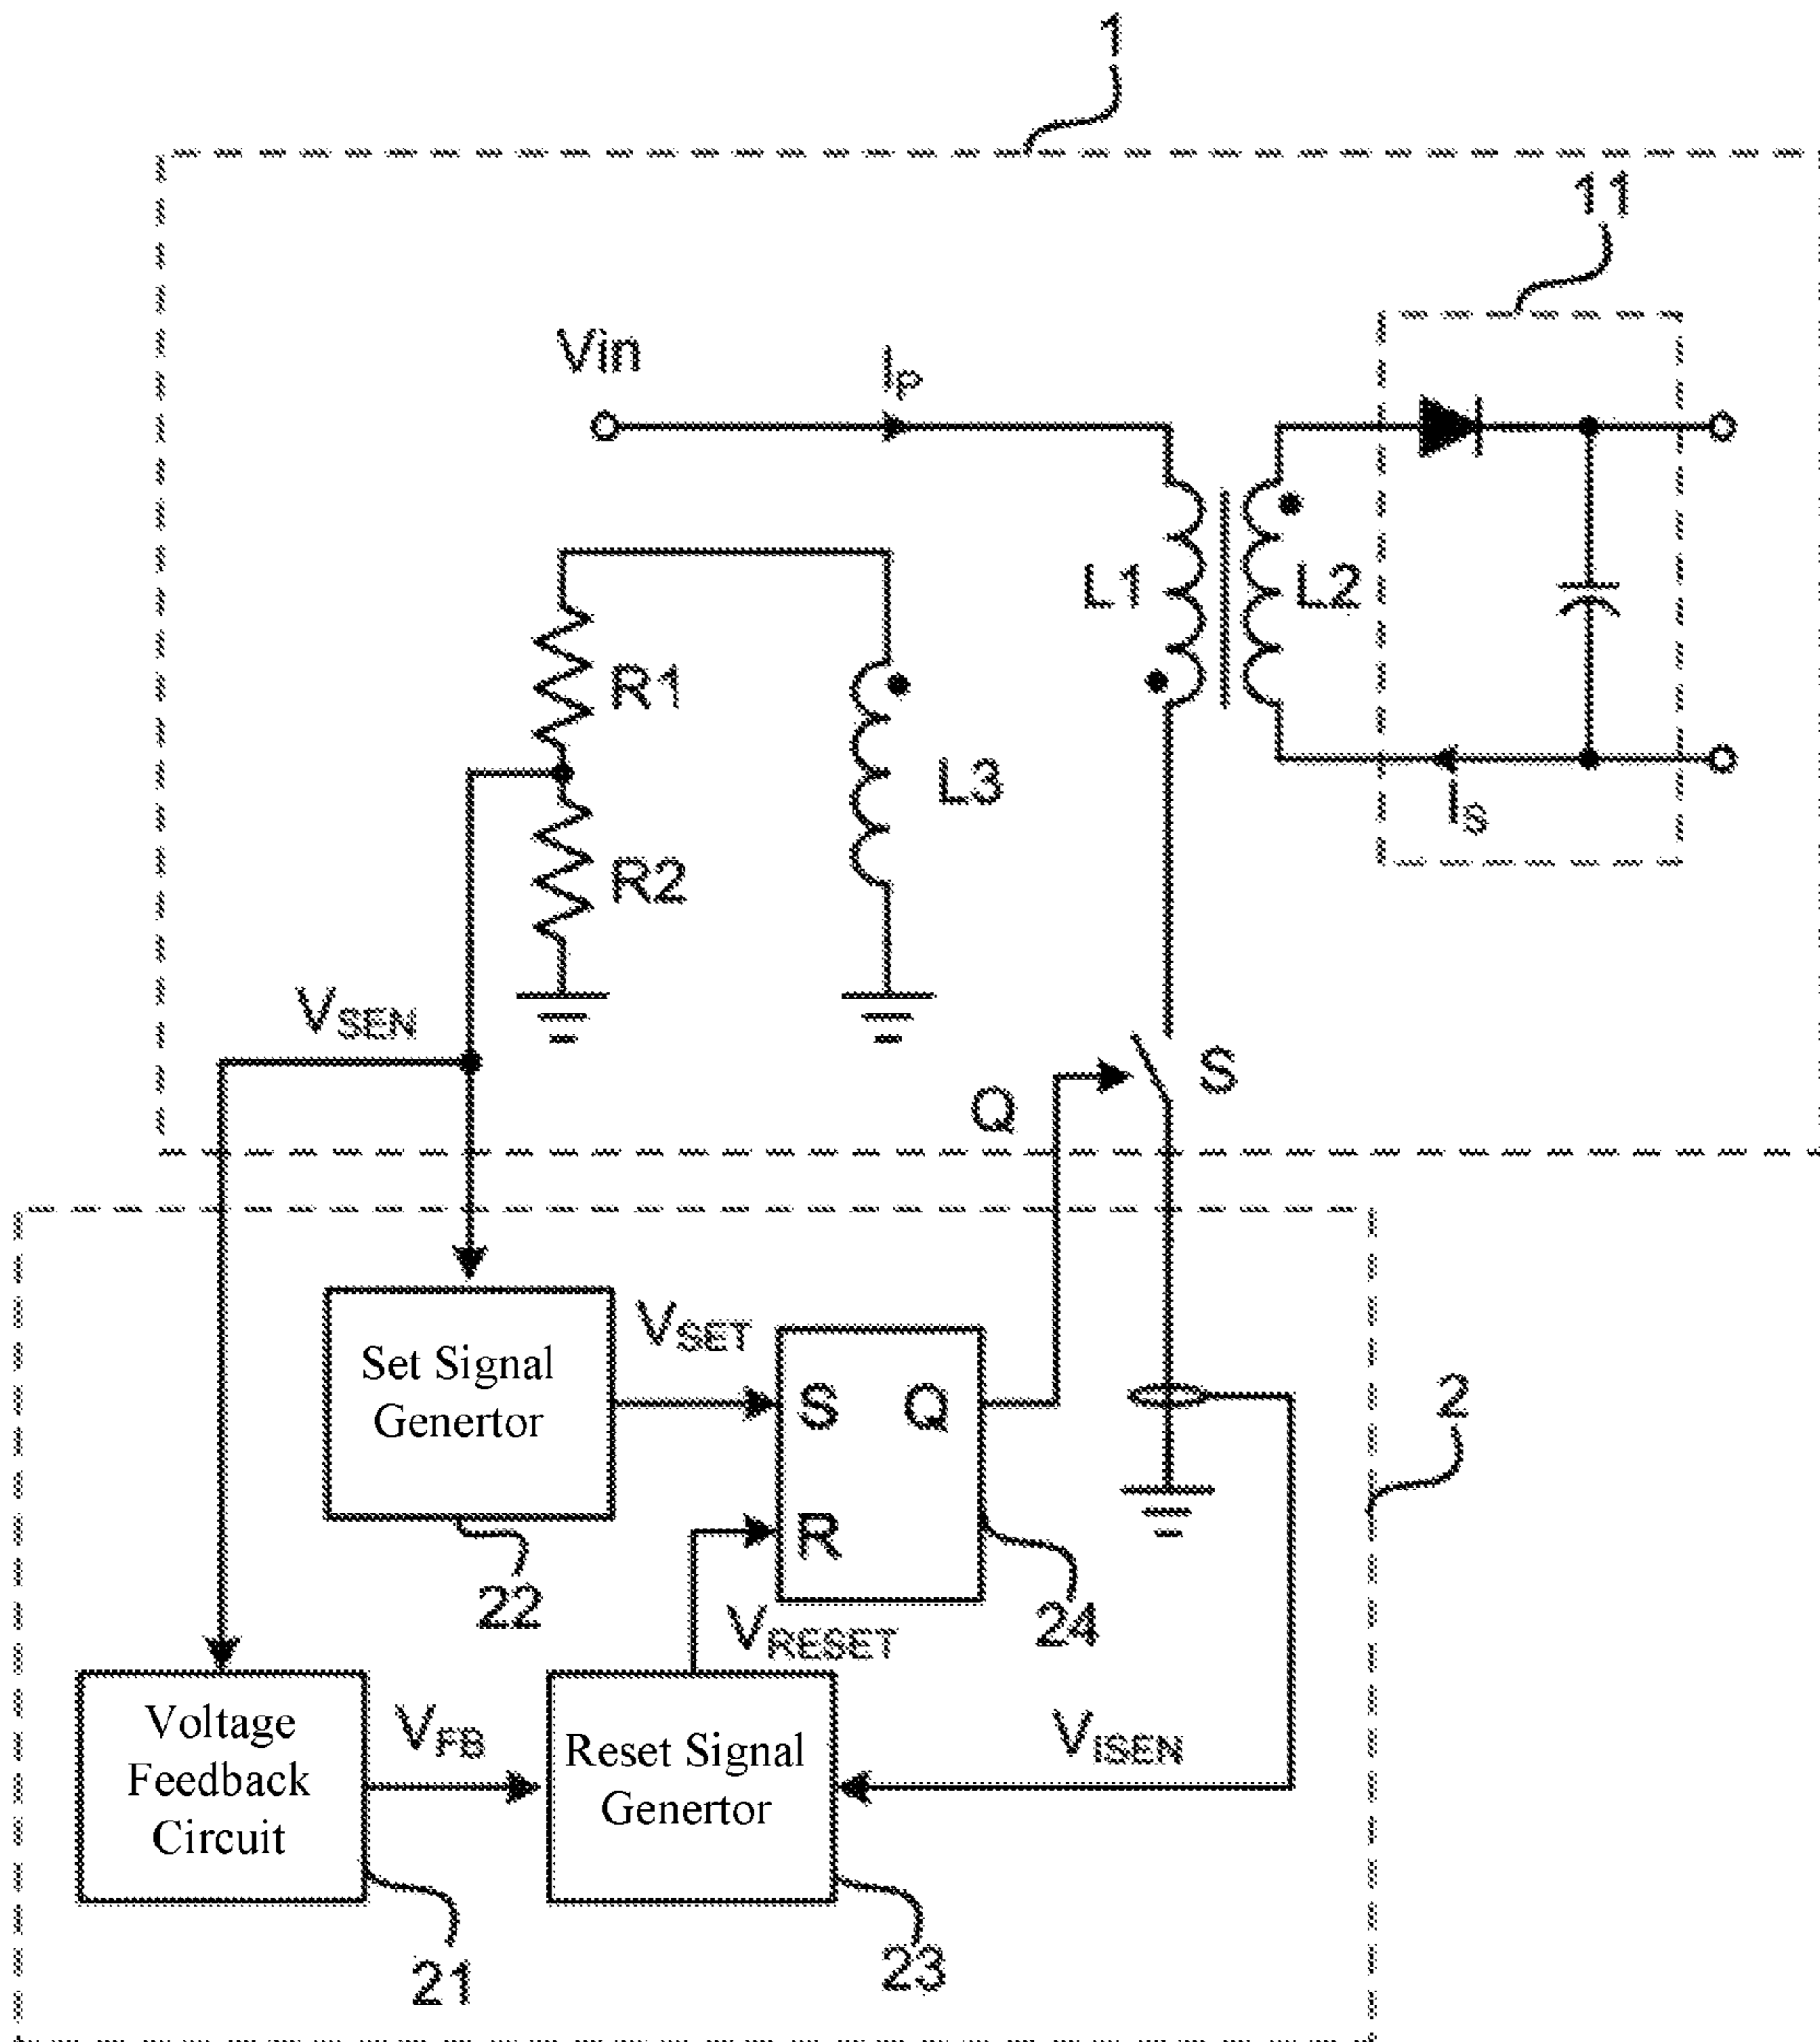 1
11
Vin
IP
L1
L2
R1
L3
IS
R2
VSEN
S
Q
VSET
Set Signal
Genertor
S Q
2
R
22
24
VRESET
Voltage
Feedback
Circuit
VFB
Reset Signal
Genertor
VISEN
21
23